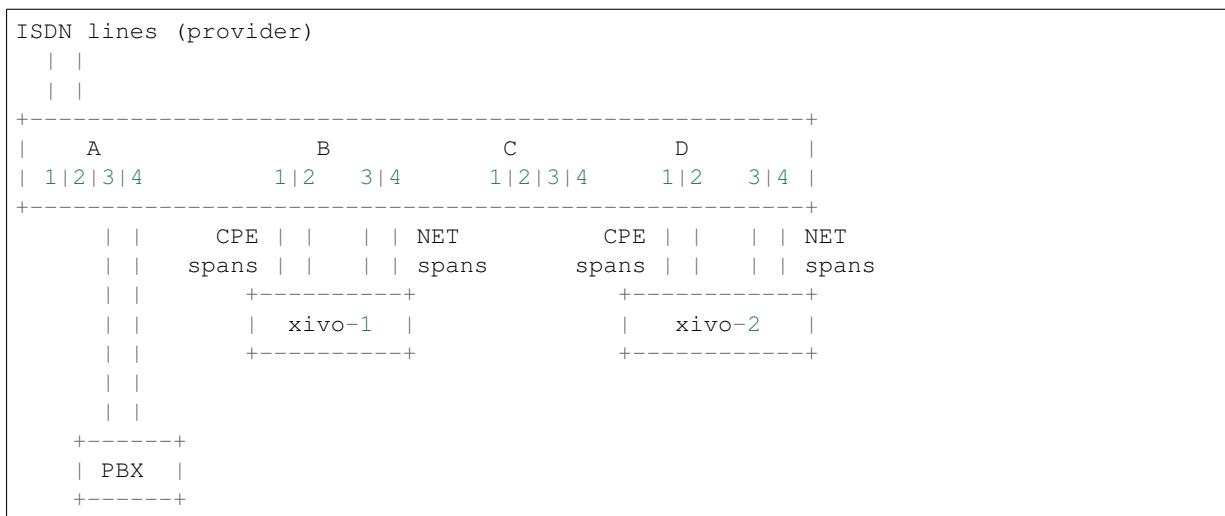 ISDN lines (provider)
  | |
  | |
+------------------------------------------------------+
|    A               B            C           D        |
| 1|2|3|4         1|2   3|4      1|2|3|4     1|2   3|4 |
+------------------------------------------------------+
      | |     CPE | |   | | NET          CPE | |   | | NET
      | |   spans | |   | | spans      spans | |   | | spans
      | |       +----------+              +------------+
      | |       |  xivo-1  |              |   xivo-2   |
      | |       +----------+              +------------+
      | |
      | |
    +------+
    | PBX  |
    +------+